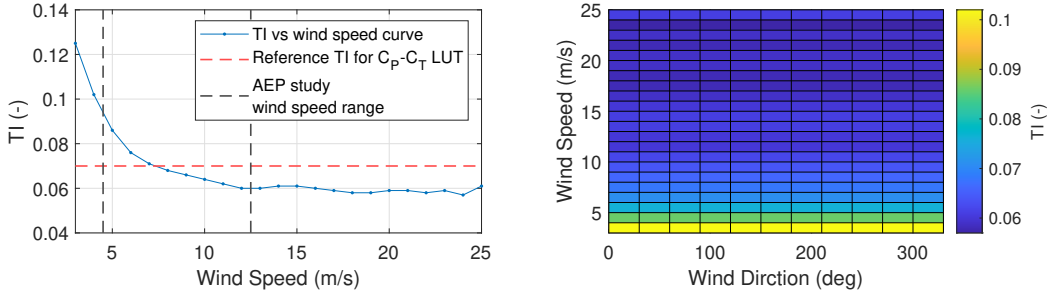 0.14
0.12
0.1
0.08
0.06
0.04
TI (-)
5
10
15
20
25
Wind Speed (m/s)
TI vs wind speed curve
Reference TI for C_P-C_T LUT
AEP study
wind speed range
25
20
15
10
5
Wind Speed (m/s)
0
100
200
300
Wind Dirction (deg)
0.1
0.09
0.08
0.07
0.06
TI (-)